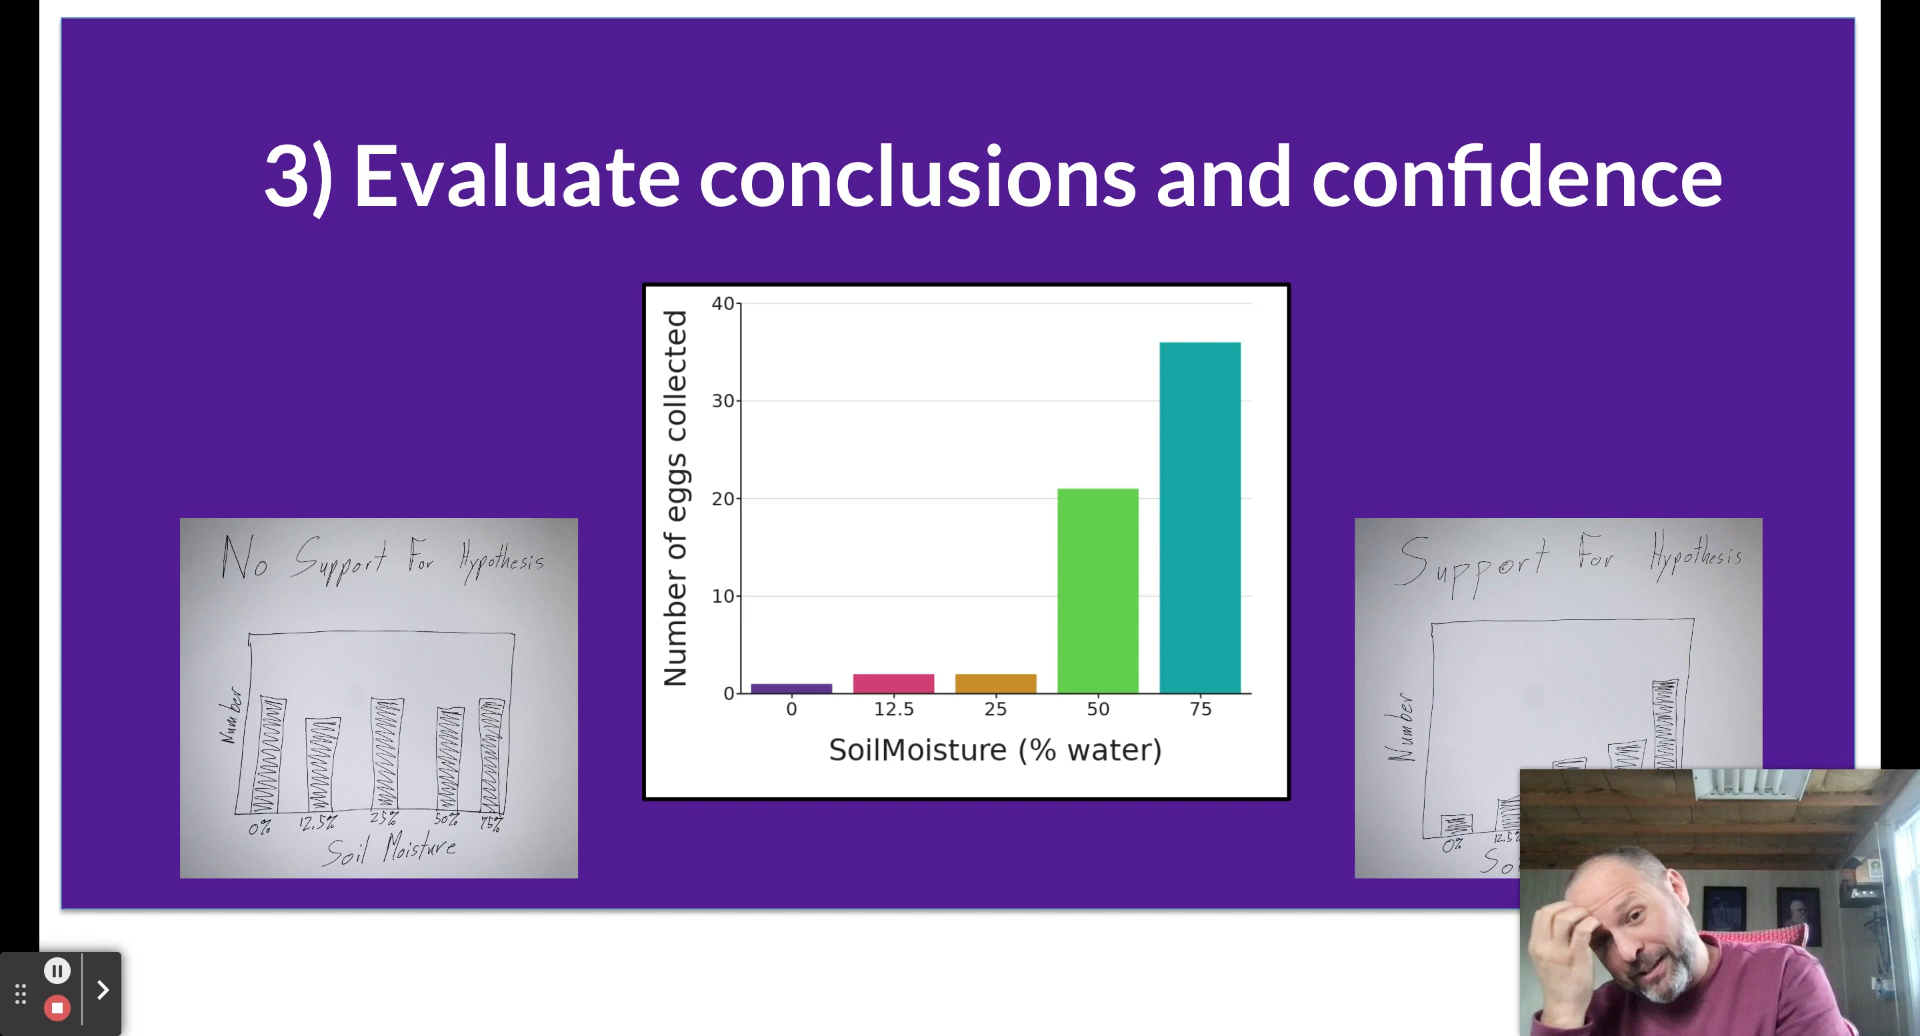 3) Evaluate conclusions and confidence
No Support For Hypothesis
Number
0% 12.5% 25% 50% 75%
Soil Moisture
Number of eggs collected
40
30
20
10
0
0 12.5 25 50 75
SoilMoisture (% water)
Support For Hypothesis
Number
0%